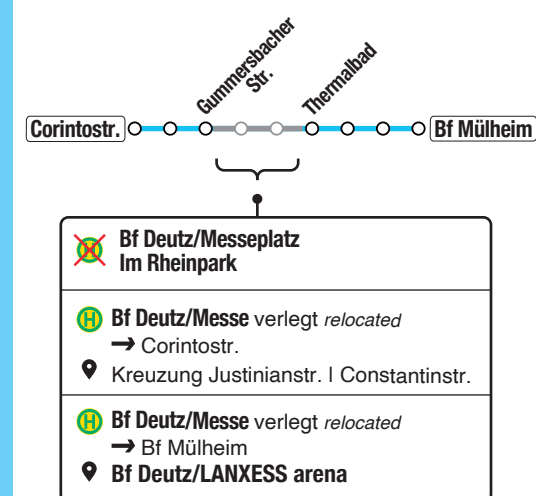 Gummersbacher
Str.
Thermalbad
Corintostr.
Bf Mülheim
H Bf Deutz/Messeplatz
Im Rheinpark
H Bf Deutz/Messe verlegt relocated
→ Corintostr.
Kreuzung Justinianstr. | Constantinstr.
H Bf Deutz/Messe verlegt relocated
→ Bf Mülheim
Bf Deutz/LANXESS arena